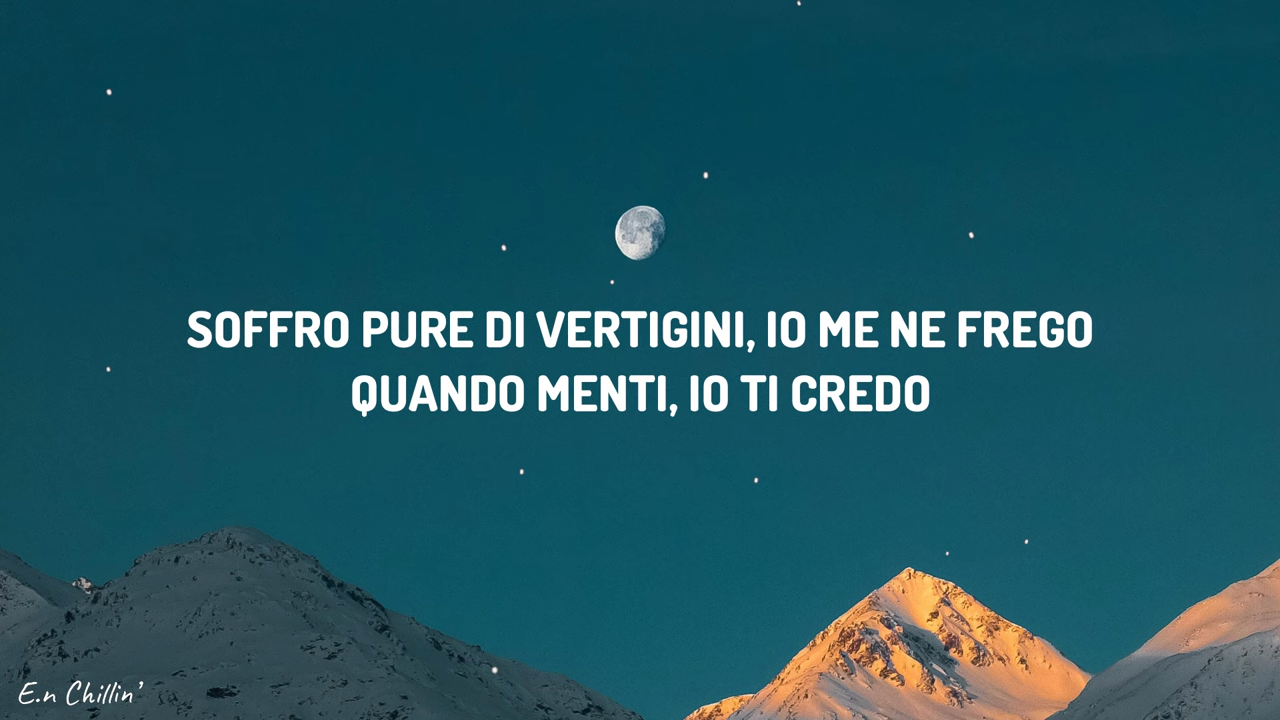 SOFFRO PURE DI VERTIGINI, IO ME NE FREGO
QUANDO MENTI, IO TI CREDO
E.n Chillin'